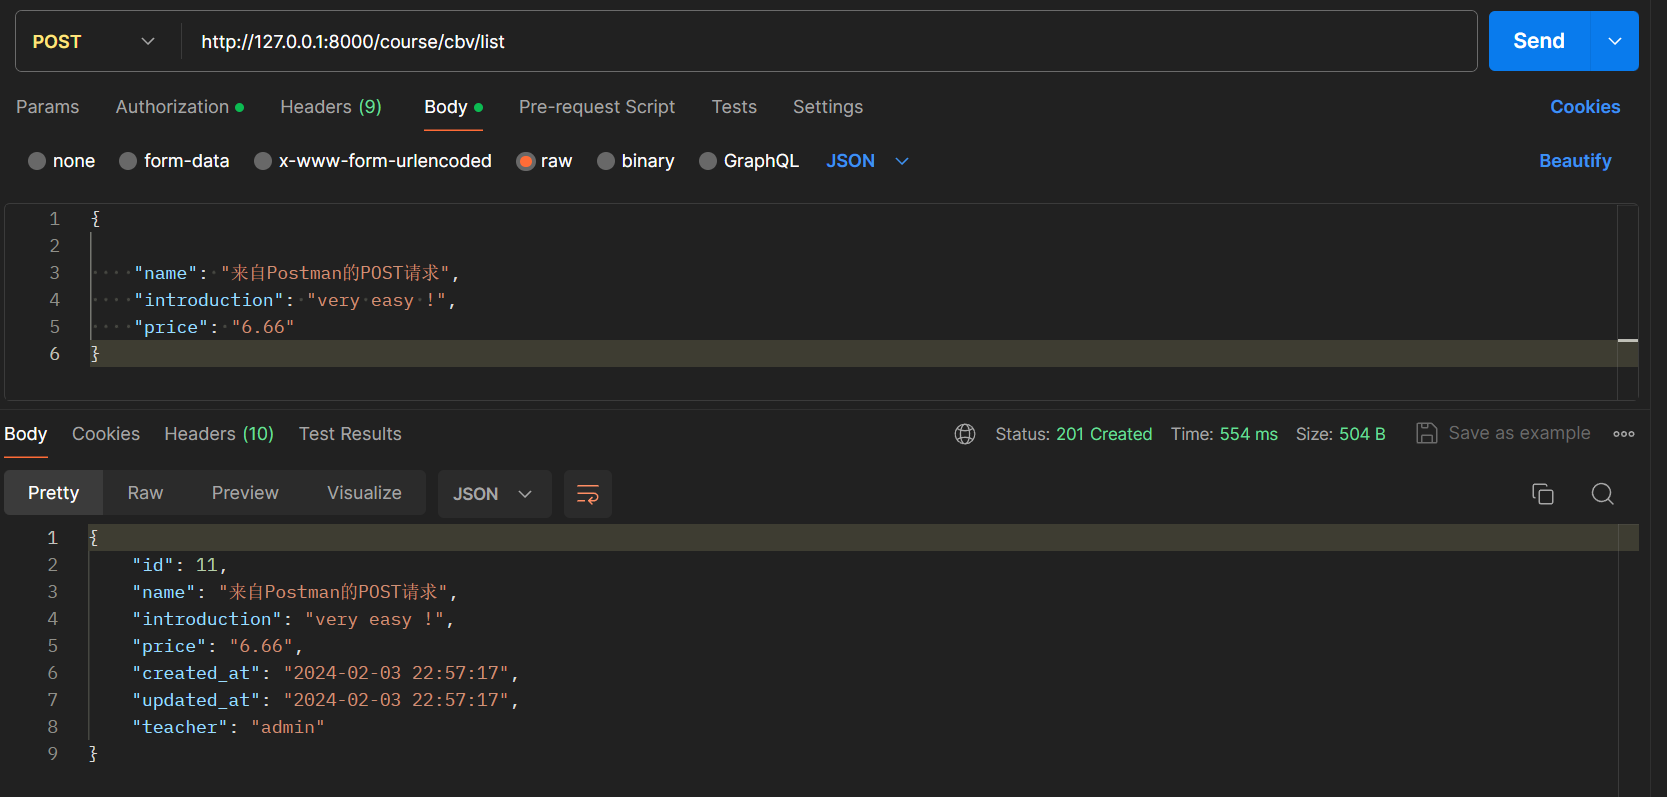 POST http://127.0.0.1:8000/course/cbv/list Send
Params Authorization Headers (9) Body Pre-request Script Tests Settings Cookies
none form-data x-www-form-urlencoded raw binary GraphQL JSON Beautify
1 {
2
3 "name": "来自Postman的POST请求",
4 "introduction": "very easy !",
5 "price": "6.66"
6 }
Body Cookies Headers (10) Test Results Status: 201 Created Time: 554 ms Size: 504 B Save as example
Pretty Raw Preview Visualize JSON
1 {
2 "id": 11,
3 "name": "来自Postman的POST请求",
4 "introduction": "very easy !",
5 "price": "6.66",
6 "created_at": "2024-02-03 22:57:17",
7 "updated_at": "2024-02-03 22:57:17",
8 "teacher": "admin"
9 }